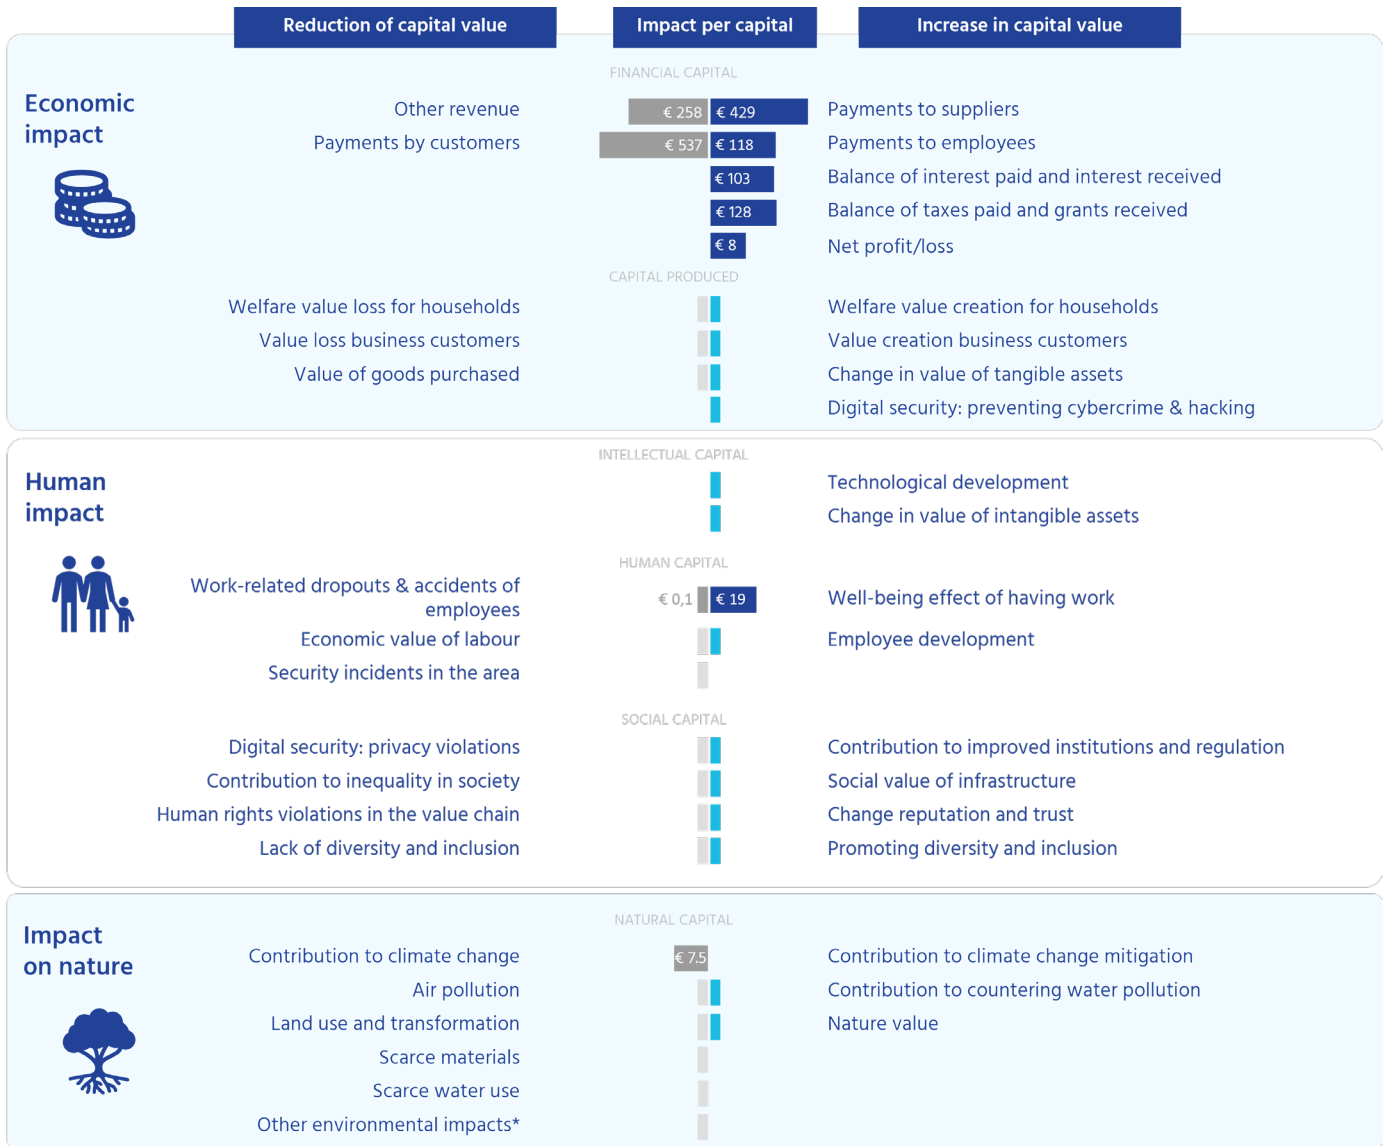 Reduction of capital value
Impact per capital
Increase in capital value
Economic
impact
FINANCIAL CAPITAL
Other revenue
€ 258
€ 429
Payments to suppliers
Payments by customers
€ 537
€ 118
Payments to employees
€ 103
Balance of interest paid and interest received
€ 128
Balance of taxes paid and grants received
€ 8
Net profit/loss
CAPITAL PRODUCED
Welfare value loss for households
Welfare value creation for households
Value loss business customers
Value creation business customers
Value of goods purchased
Change in value of tangible assets
Digital security: preventing cybercrime & hacking
Human
impact
INTELLECTUAL CAPITAL
Technological development
Change in value of intangible assets
HUMAN CAPITAL
Work-related dropouts & accidents of
employees
€ 0,1
€ 19
Well-being effect of having work
Economic value of labour
Employee development
Security incidents in the area
SOCIAL CAPITAL
Digital security: privacy violations
Contribution to improved institutions and regulation
Contribution to inequality in society
Social value of infrastructure
Human rights violations in the value chain
Change reputation and trust
Lack of diversity and inclusion
Promoting diversity and inclusion
Impact
on nature
NATURAL CAPITAL
Contribution to climate change
€ 7.5
Contribution to climate change mitigation
Air pollution
Contribution to countering water pollution
Land use and transformation
Nature value
Scarce materials
Scarce water use
Other environmental impacts*